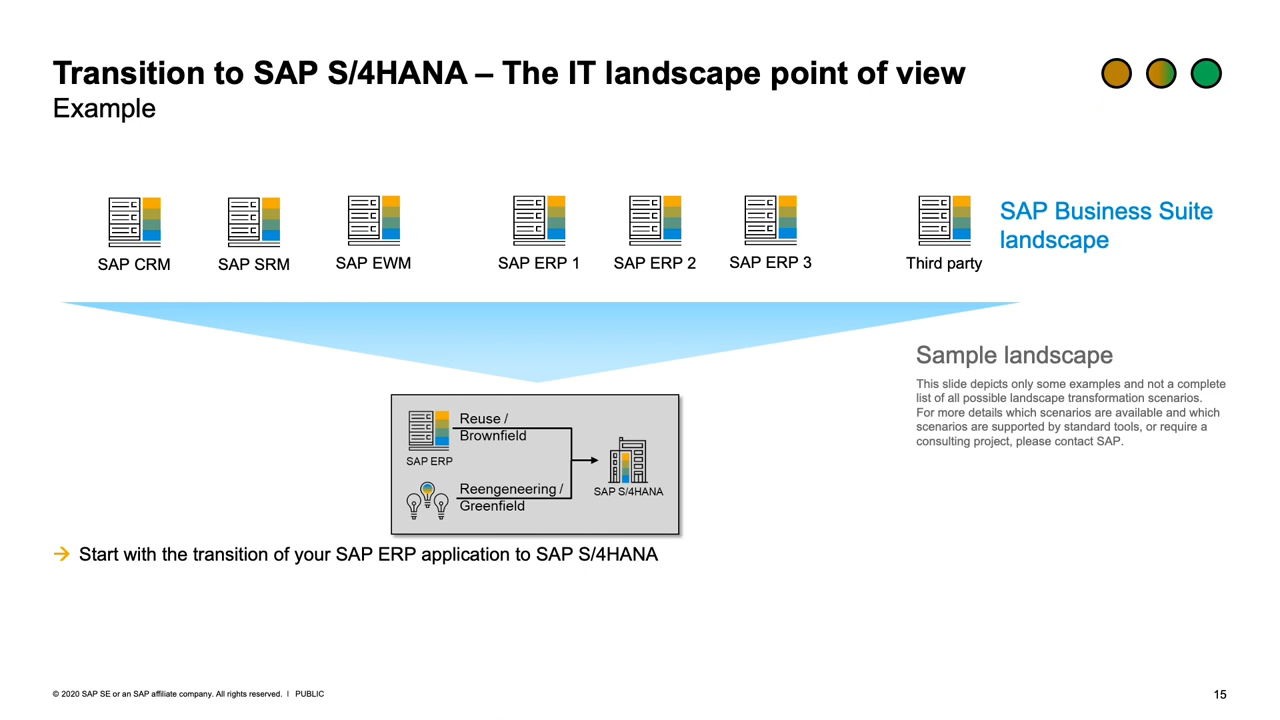 Transition to SAP S/4HANA – The IT landscape point of view
Example
SAP CRM
SAP SRM
SAP EWM
SAP ERP 1
SAP ERP 2
SAP ERP 3
Third party
SAP Business Suite
landscape
Sample landscape
This slide depicts only some examples and not a complete
list of all possible landscape transformation scenarios.
For more details which scenarios are available and which
scenarios are supported by standard tools, or require a
consulting project, please contact SAP.
Reuse /
Brownfield
SAP ERP
Reengeneering /
Greenfield
SAP S/4HANA
→ Start with the transition of your SAP ERP application to SAP S/4HANA
© 2020 SAP SE or an SAP affiliate company. All rights reserved. | PUBLIC
15